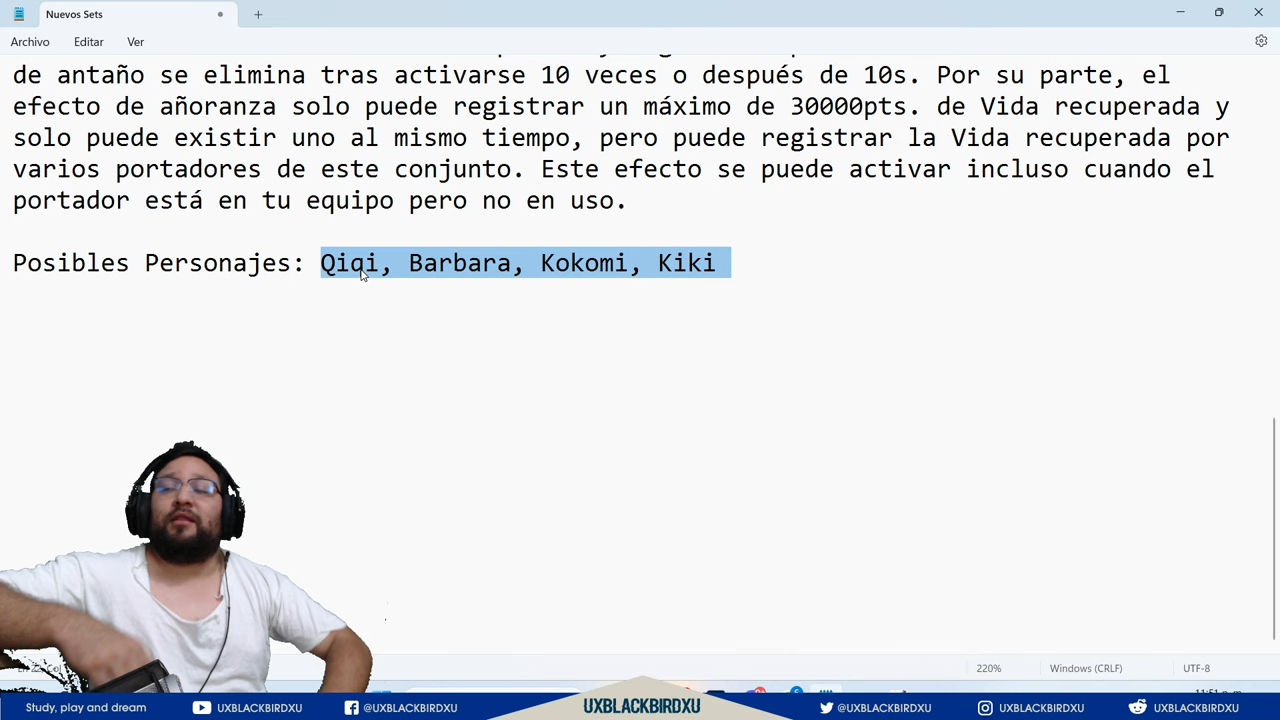 Nuevos Sets
Archivo Editar Ver
de antaño se elimina tras activarse 10 veces o después de 10s. Por su parte, el
efecto de añoranza solo puede registrar un máximo de 30000pts. de Vida recuperada y
solo puede existir uno al mismo tiempo, pero puede registrar la Vida recuperada por
varios portadores de este conjunto. Este efecto se puede activar incluso cuando el
portador está en tu equipo pero no en uso.
Posibles Personajes: Qiqi, Barbara, Kokomi, Kiki
220% Windows (CRLF) UTF-8
Study, play and dream UXBLACKBIRDXU @UXBLACKBIRDXU UXBLACKBIRDXU @UXBLACKBIRDXU UXBLACKBIRDXU UXBLACKBIRDXU